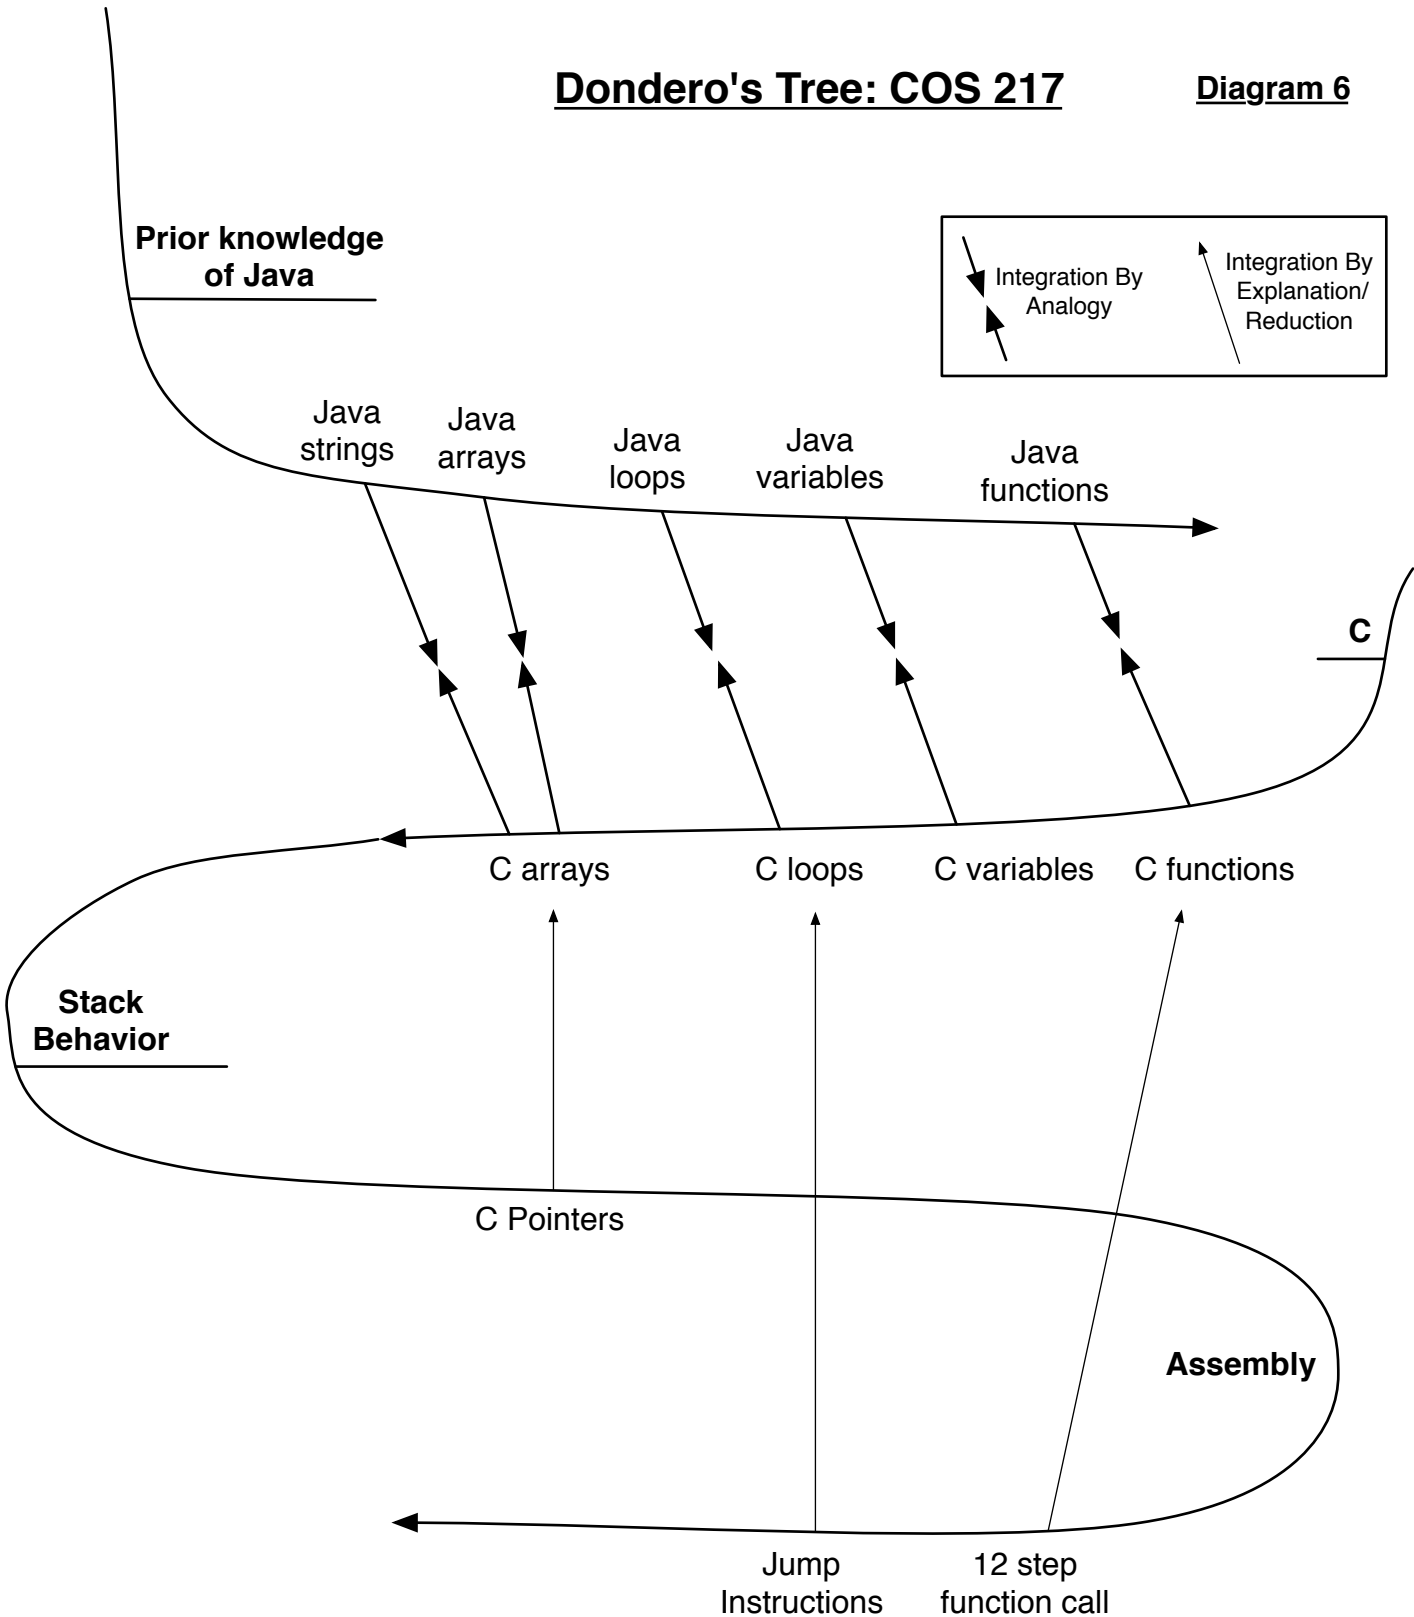 Dondero's Tree: COS 217
Diagram 6
Prior knowledge
of Java
Integration By
Analogy
Integration By
Explanation/
Reduction
Java
strings
Java
arrays
Java
loops
Java
variables
Java
functions
C
C arrays
C loops
C variables
C functions
Stack
Behavior
C Pointers
Assembly
Jump
Instructions
12 step
function call